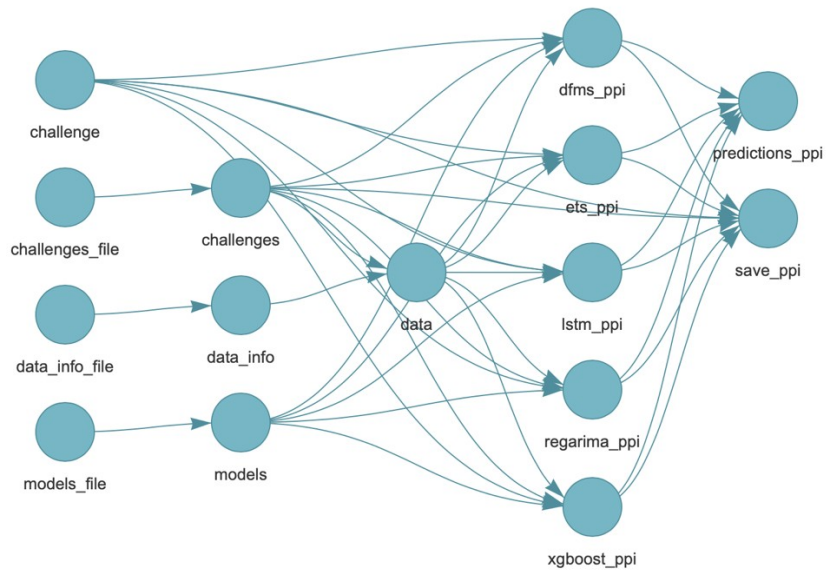 challenge
challenges_file
data_info_file
models_file
challenges
data_info
models
data
dfms_ppi
ets_ppi
lstm_ppi
regarima_ppi
xgboost_ppi
predictions_ppi
save_ppi